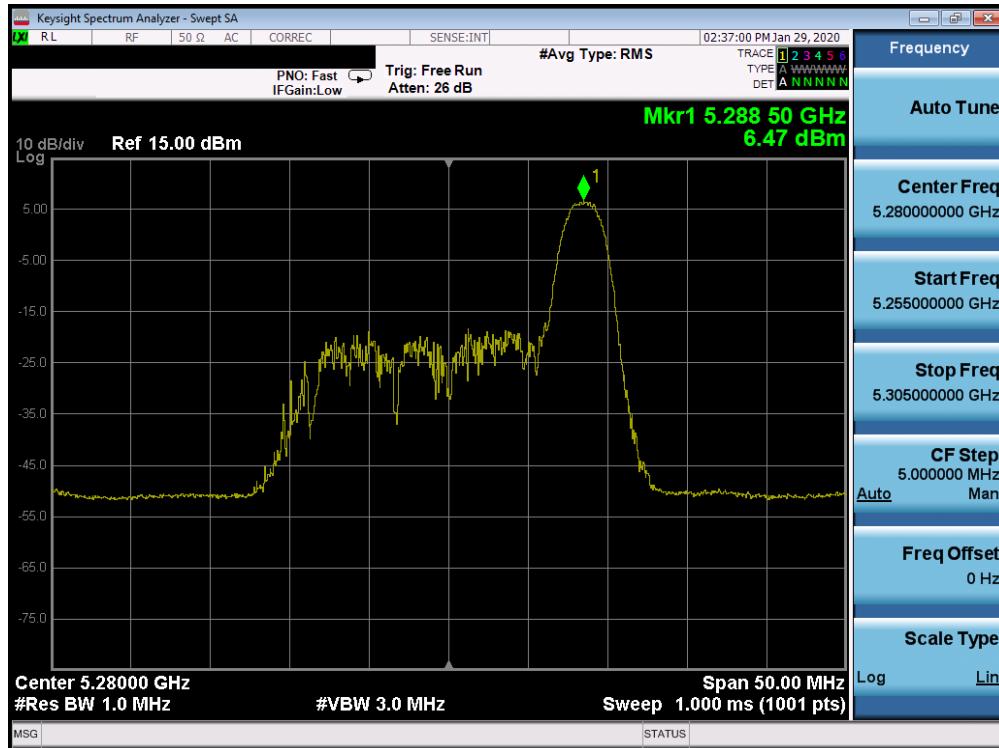 Keysight Spectrum Analyzer - Swept SA
LXI RL RF 50 Ω AC CORREC SENSE:INT 02:37:00 PM Jan 29, 2020
#Avg Type: RMS TRACE 1 2 3 4 5 6
PNO: Fast Trig: Free Run TYPE A WWWWW
IFGain:Low Atten: 26 dB DET A N N N N N
Mkr1 5.288 50 GHz
6.47 dBm
10 dB/div Ref 15.00 dBm
Log
1
5.00
-5.00
-15.0
-25.0
-35.0
-45.0
-55.0
-65.0
-75.0
Center 5.28000 GHz Span 50.00 MHz
#Res BW 1.0 MHz #VBW 3.0 MHz Sweep 1.000 ms (1001 pts)
MSG STATUS
Frequency
Auto Tune
Center Freq
5.280000000 GHz
Start Freq
5.255000000 GHz
Stop Freq
5.305000000 GHz
CF Step
5.000000 MHz
Auto Man
Freq Offset
0 Hz
Scale Type
Log Lin